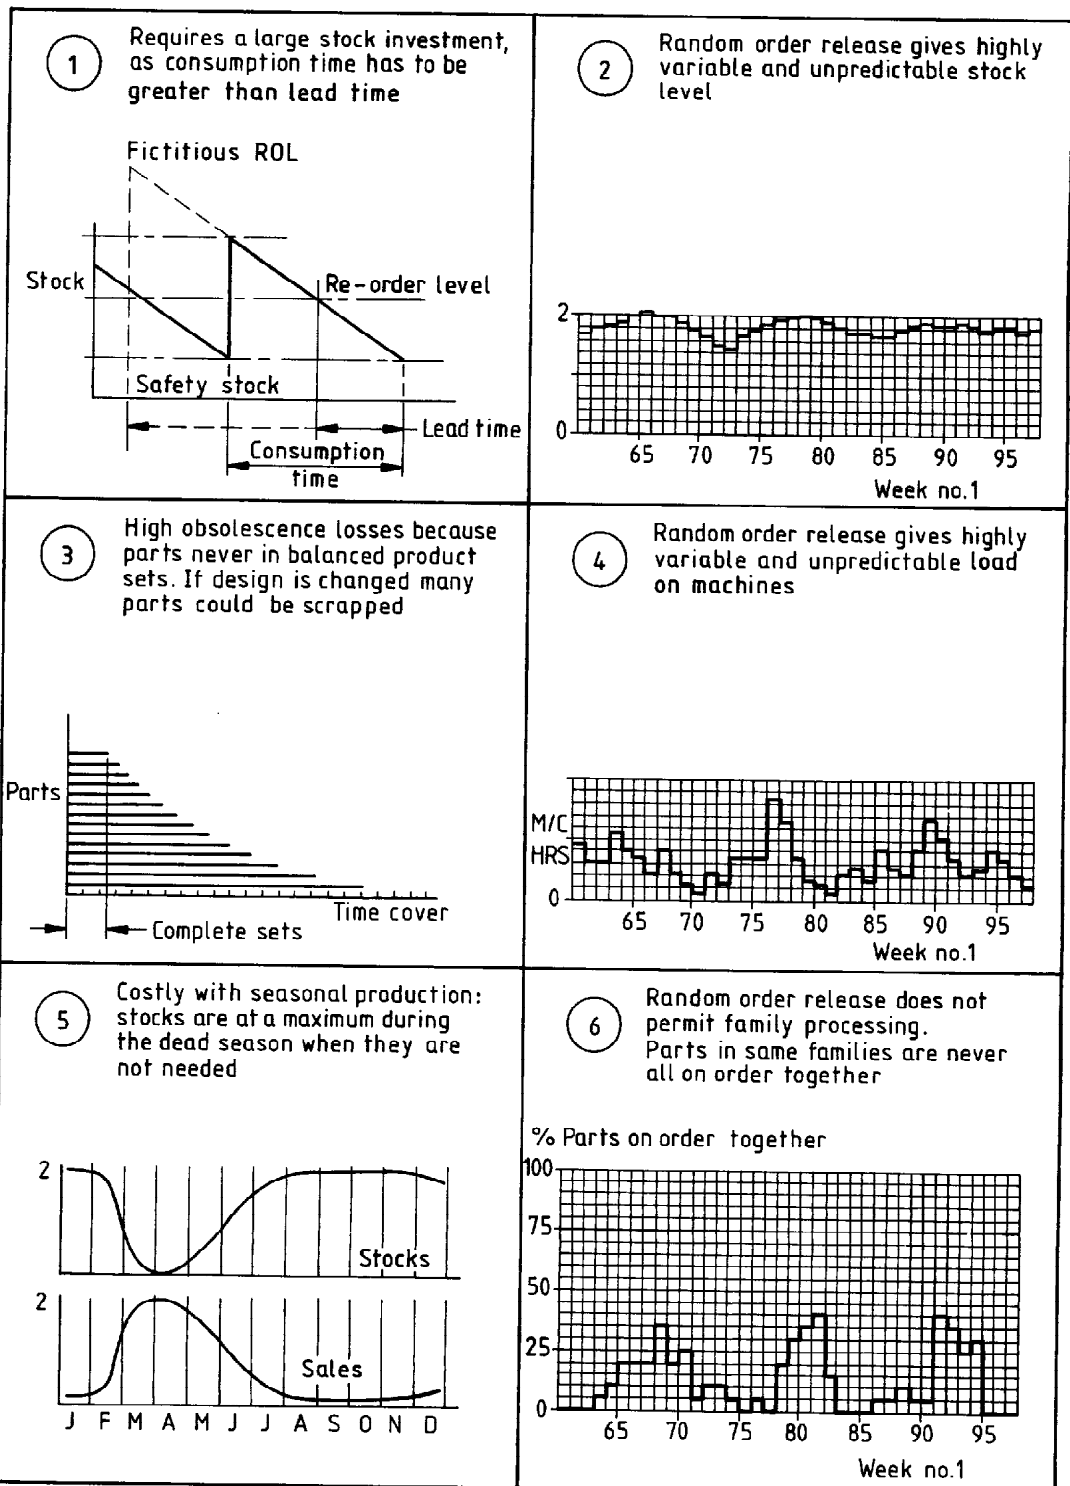 1
Requires a large stock investment,
as consumption time has to be
greater than lead time
Fictitious ROL
Stock
Re-order level
Safety stock
Lead time
Consumption
time
2
Random order release gives highly
variable and unpredictable stock
level
2
0
65 70 75 80 85 90 95
Week no.1
3
High obsolescence losses because
parts never in balanced product
sets. If design is changed many
parts could be scrapped
Parts
Time cover
Complete sets
4
Random order release gives highly
variable and unpredictable load
on machines
M/C
HRS
0
65 70 75 80 85 90 95
Week no.1
5
Costly with seasonal production:
stocks are at a maximum during
the dead season when they are
not needed
2
Stocks
2
Sales
J F M A M J J A S O N D
6
Random order release does not
permit family processing.
Parts in same families are never
all on order together
% Parts on order together
100
75
50
25
0
65 70 75 80 85 90 95
Week no.1